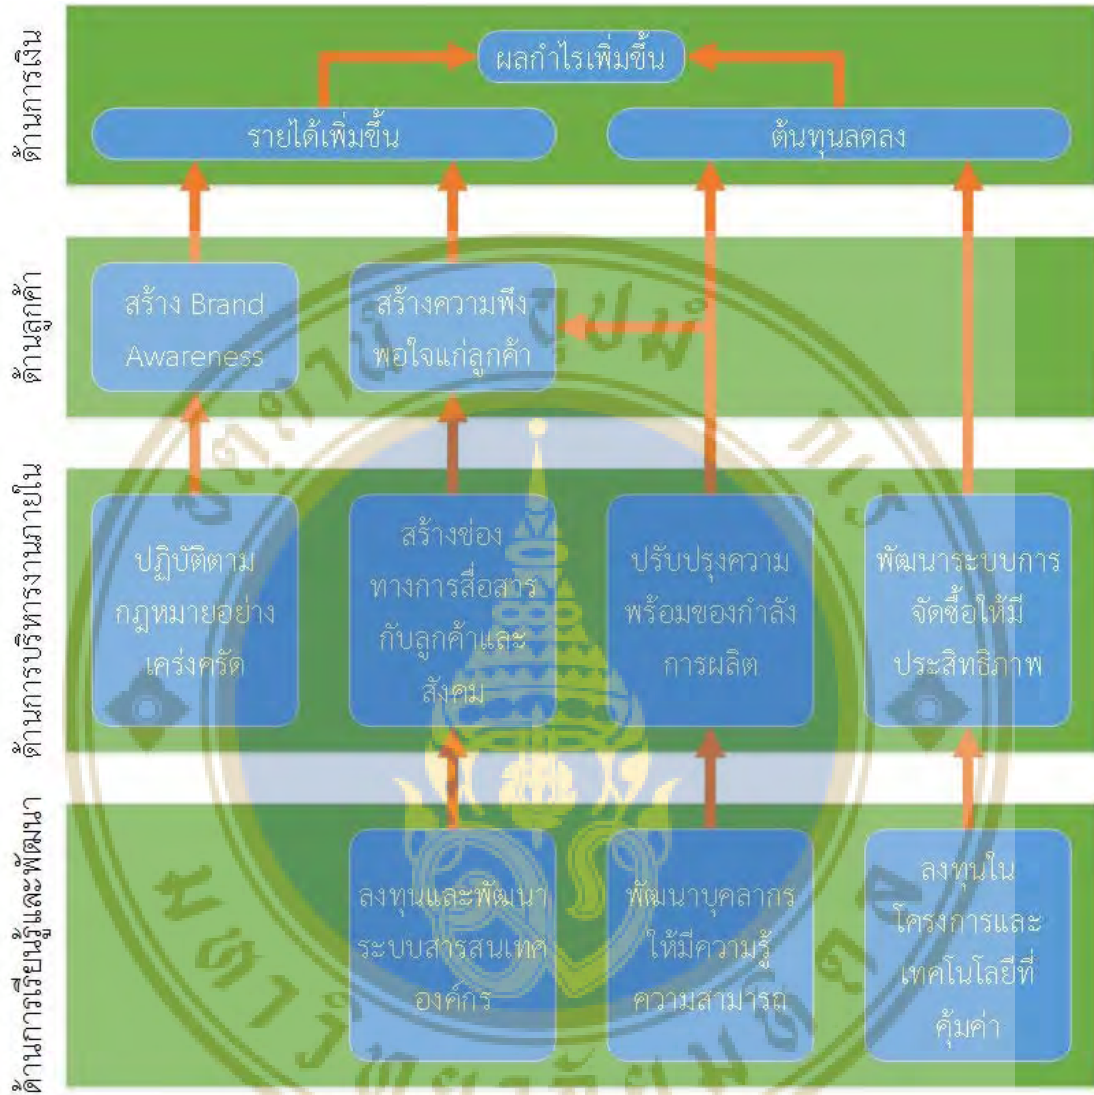 ด้านการเงิน
ผลกำไรเพิ่มขึ้น
รายได้เพิ่มขึ้น
ต้นทุนลดลง
ด้านลูกค้า
สร้าง Brand
Awareness
สร้างความพึง
พอใจแก่ลูกค้า
ด้านการบริหารงานภายใน
ปฏิบัติตาม
กฎหมายอย่าง
เคร่งครัด
สร้างช่อง
ทางการสื่อสาร
กับลูกค้าและ
สังคม
ปรับปรุงความ
พร้อมของกำลัง
การผลิต
พัฒนาระบบการ
จัดซื้อให้มี
ประสิทธิภาพ
ด้านการเรียนรู้และพัฒนา
ลงทุนและพัฒนา
ระบบสารสนเทศ
องค์กร
พัฒนาบุคลากร
ให้มีความรู้
ความสามารถ
ลงทุนใน
โครงการและ
เทคโนโลยีที่
คุ้มค่า
มหาวิทยาลัยมหิดล